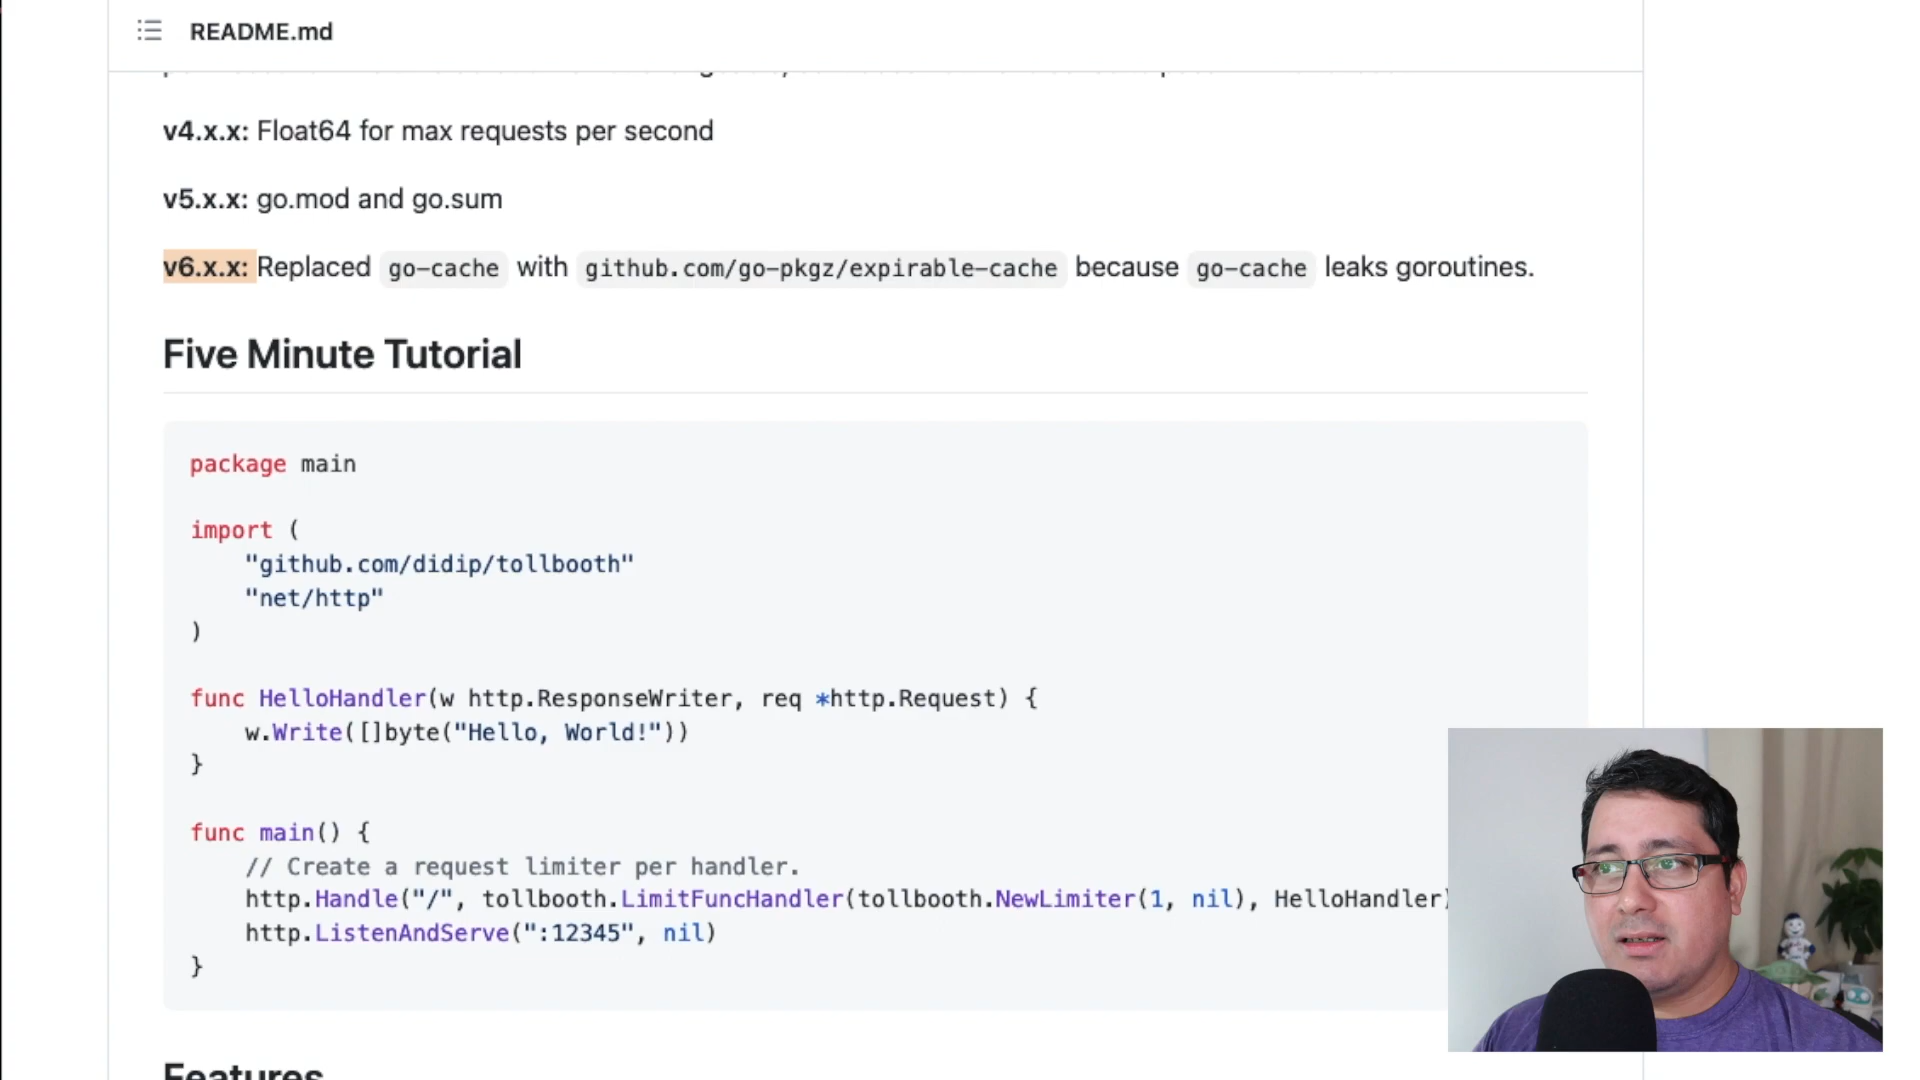 README.md
v4.x.x: Float64 for max requests per second
v5.x.x: go.mod and go.sum
v6.x.x: Replaced go-cache with github.com/go-pkgz/expirable-cache because go-cache leaks goroutines.
Five Minute Tutorial
package main
import (
"github.com/didip/tollbooth"
"net/http"
)
func HelloHandler(w http.ResponseWriter, req *http.Request) {
w.Write([]byte("Hello, World!"))
}
func main() {
// Create a request limiter per handler.
http.Handle("/", tollbooth.LimitFuncHandler(tollbooth.NewLimiter(1, nil), HelloHandler)
http.ListenAndServe(":12345", nil)
}
Features